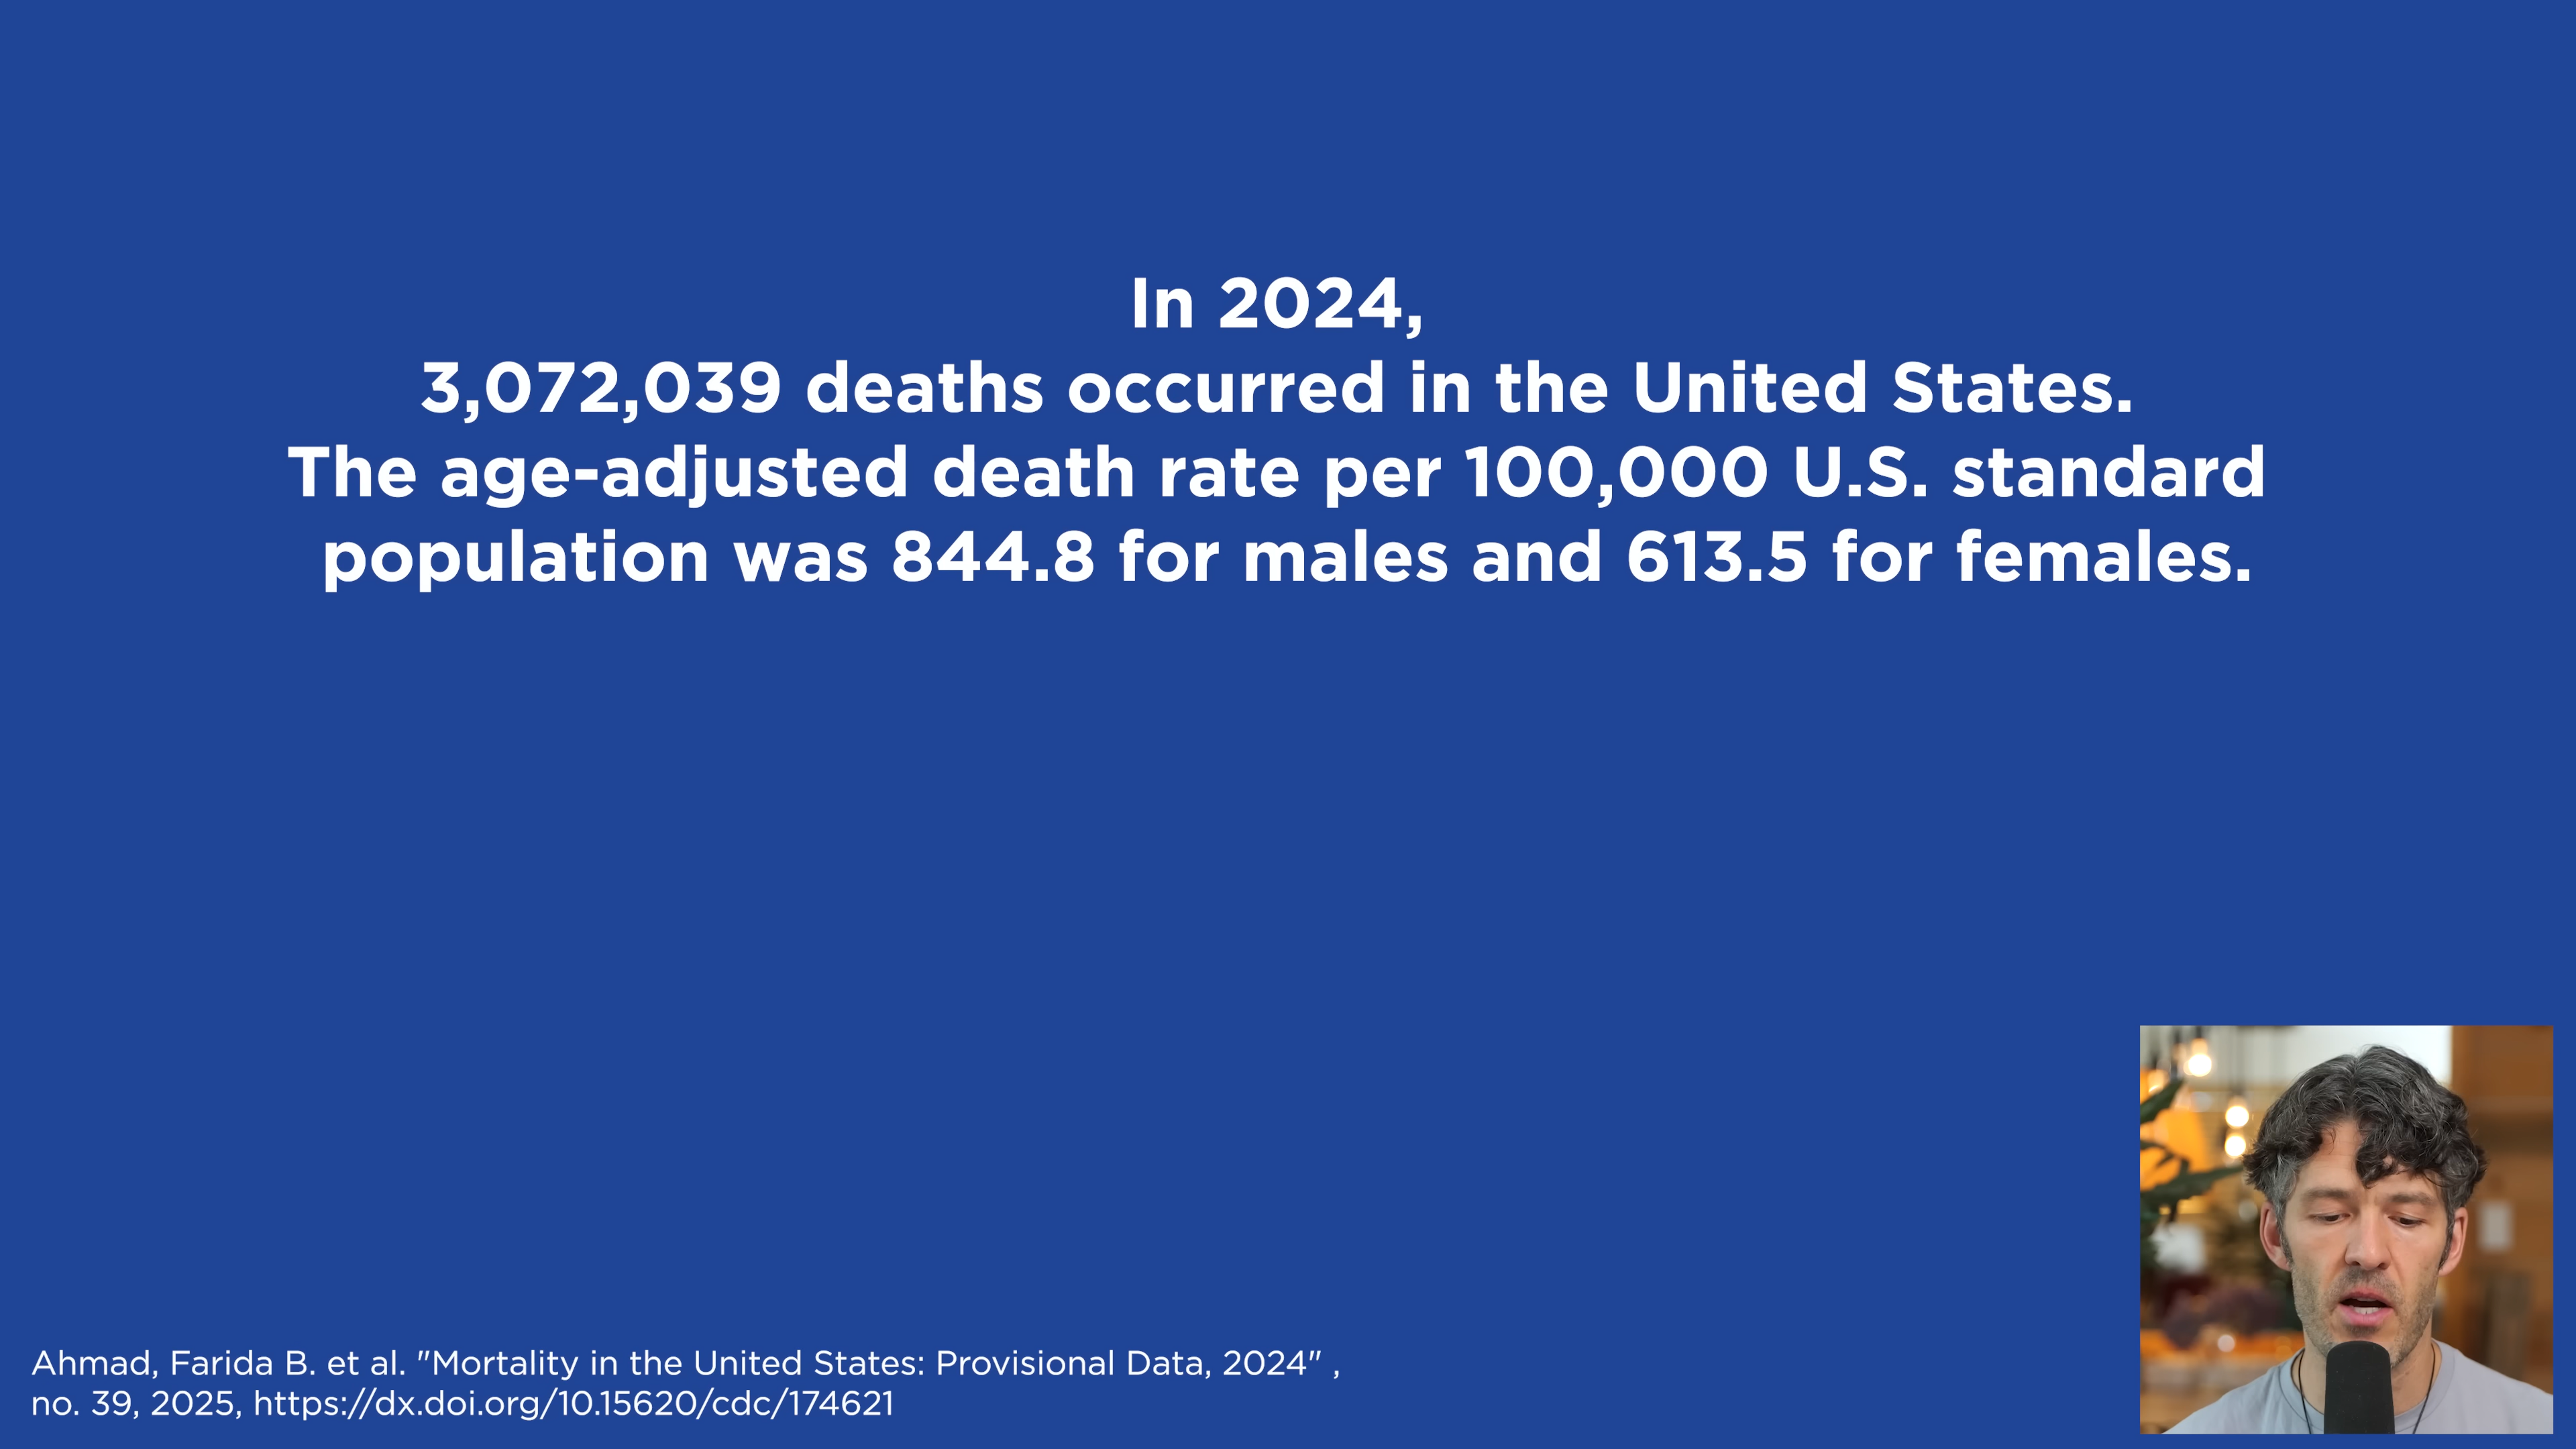 In 2024,
3,072,039 deaths occurred in the United States.
The age-adjusted death rate per 100,000 U.S. standard
population was 844.8 for males and 613.5 for females.
Ahmad, Farida B. et al. "Mortality in the United States: Provisional Data, 2024" ,
no. 39, 2025, https://dx.doi.org/10.15620/cdc/174621